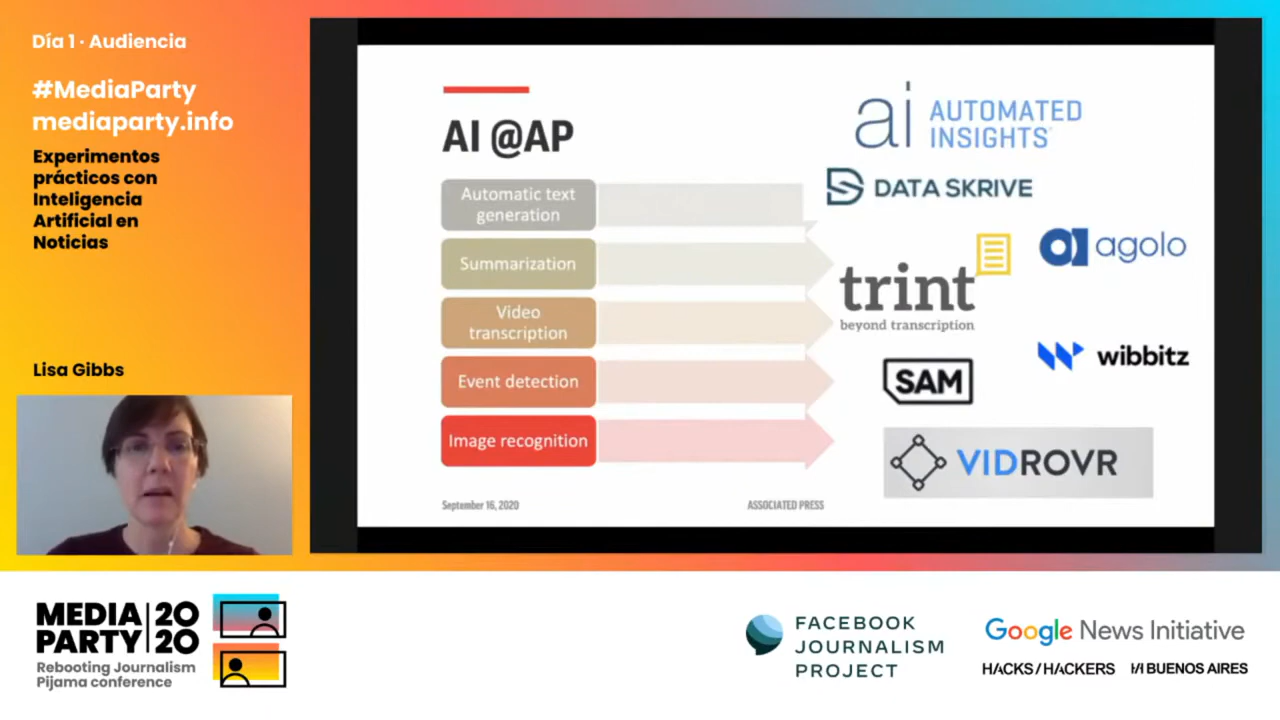 Día 1 · Audiencia
#MediaParty
mediaparty.info
Experimentos
prácticos con
Inteligencia
Artificial en
Noticias
Lisa Gibbs
AI @AP
Automatic text
generation
Summarization
Video
transcription
Event detection
Image recognition
September 16, 2020
ASSOCIATED PRESS
ai AUTOMATED
INSIGHTS
DATA SKRIVE
agolo
trint
beyond transcription
wibbitz
SAM
VIDROVR
MEDIA 20
PARTY 20
Rebooting Journalism
Pijama conference
FACEBOOK
JOURNALISM
PROJECT
Google News Initiative
HACKS/HACKERS H/H BUENOS AIRES